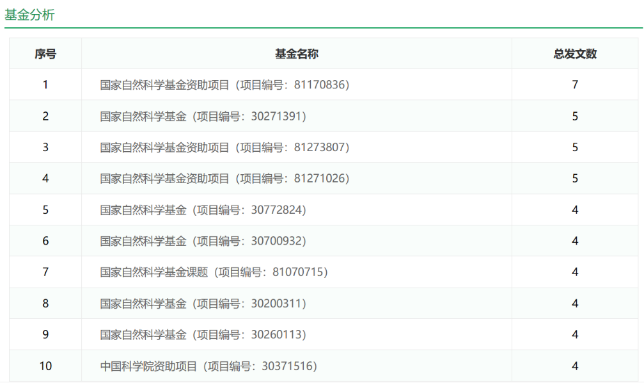 基金分析
序号 基金名称 总发文数
1 国家自然科学基金资助项目（项目编号：81170836） 7
2 国家自然科学基金（项目编号：30271391） 5
3 国家自然科学基金资助项目（项目编号：81273807） 5
4 国家自然科学基金资助项目（项目编号：81271026） 5
5 国家自然科学基金（项目编号：30772824） 4
6 国家自然科学基金（项目编号：30700932） 4
7 国家自然科学基金课题（项目编号：81070715） 4
8 国家自然科学基金（项目编号：30200311） 4
9 国家自然科学基金（项目编号：30260113） 4
10 中国科学院资助项目（项目编号：30371516） 4